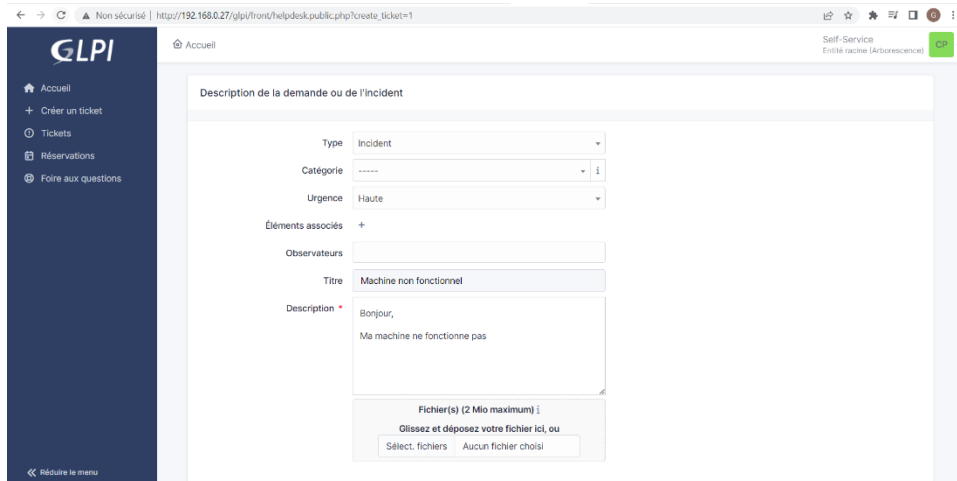 Non sécurisé | http://192.168.0.27/glpi/front/helpdesk.public.php?create_ticket=1
G
GLPI
Accueil
Self-Service
Entité racine (Arborescence)
CP
Accueil
+ Créer un ticket
Tickets
Réservations
Foire aux questions
Description de la demande ou de l'incident
Type Incident
Catégorie -----
i
Urgence Haute
Éléments associés +
Observateurs
Titre Machine non fonctionnel
Description *
Bonjour,
Ma machine ne fonctionne pas
Fichier(s) (2 Mio maximum) i
Glissez et déposez votre fichier ici, ou
Sélect. fichiers Aucun fichier choisi
Réduire le menu